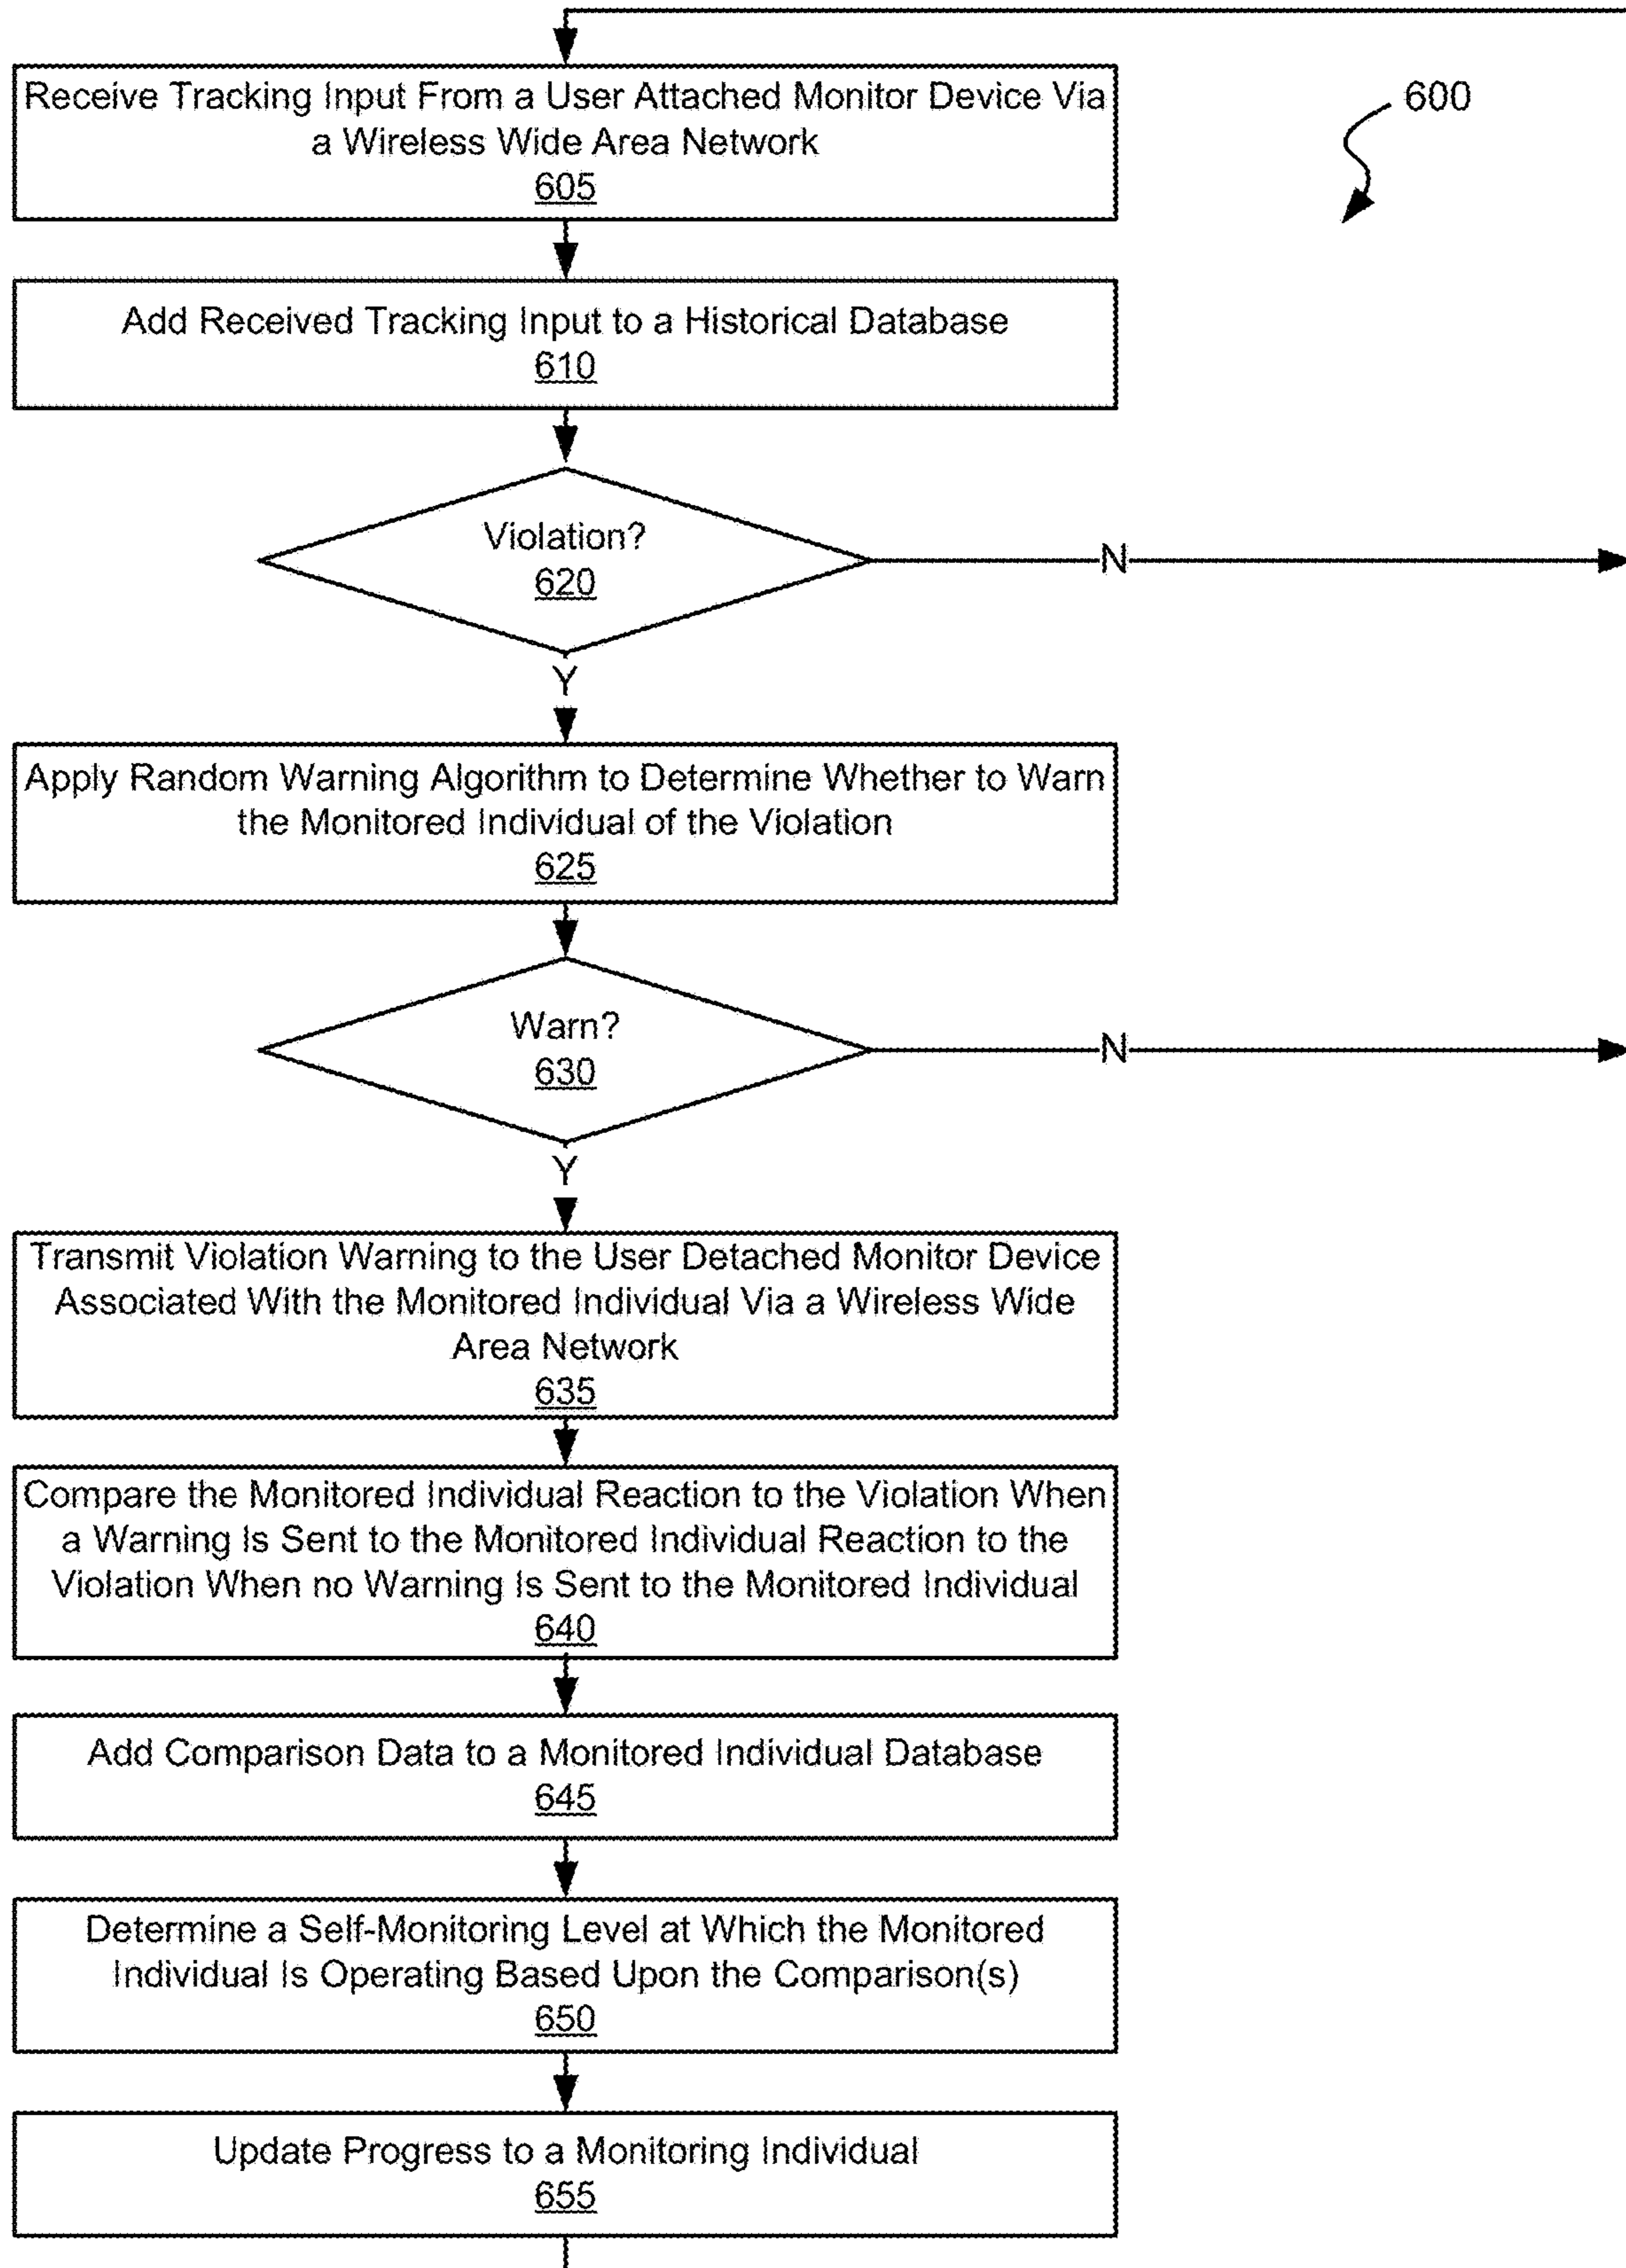 Receive Tracking Input From a User Attached Monitor Device Via
a Wireless Wide Area Network
605
600
Add Received Tracking Input to a Historical Database
610
Violation?
620
N
Y
Apply Random Warning Algorithm to Determine Whether to Warn
the Monitored Individual of the Violation
625
Warn?
630
N
Y
Transmit Violation Warning to the User Detached Monitor Device
Associated With the Monitored Individual Via a Wireless Wide
Area Network
635
Compare the Monitored Individual Reaction to the Violation When
a Warning Is Sent to the Monitored Individual Reaction to the
Violation When no Warning Is Sent to the Monitored Individual
640
Add Comparison Data to a Monitored Individual Database
645
Determine a Self-Monitoring Level at Which the Monitored
Individual Is Operating Based Upon the Comparison(s)
650
Update Progress to a Monitoring Individual
655